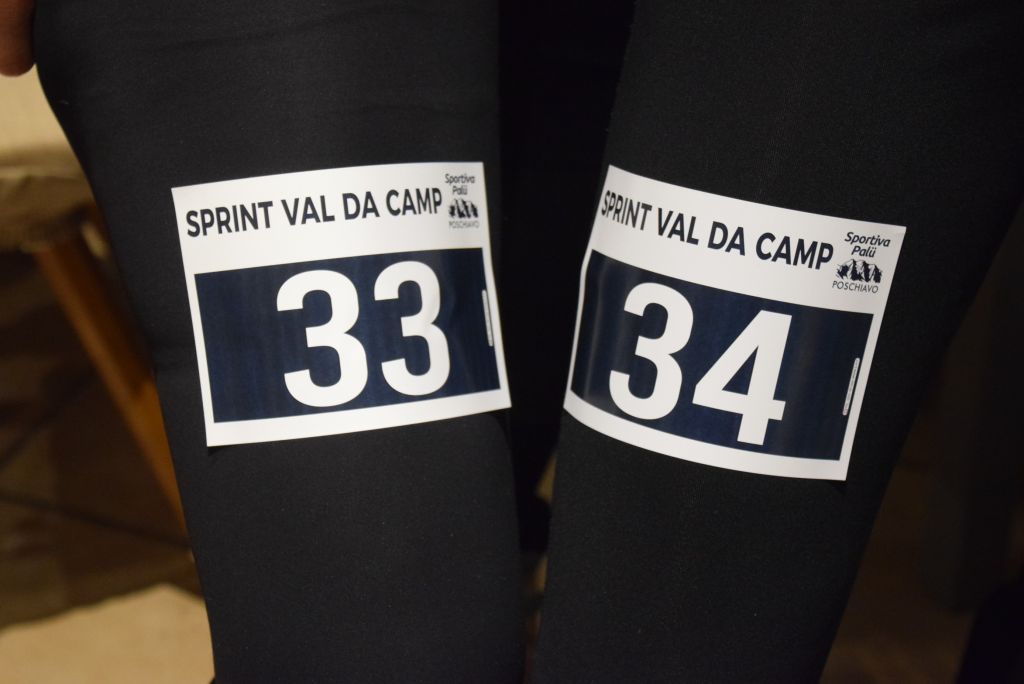 SPRINT VAL DA CAMP
Sportiva
Palü
POSCHIAVO
33
SPRINT VAL DA CAMP
Sportiva
Palü
POSCHIAVO
34